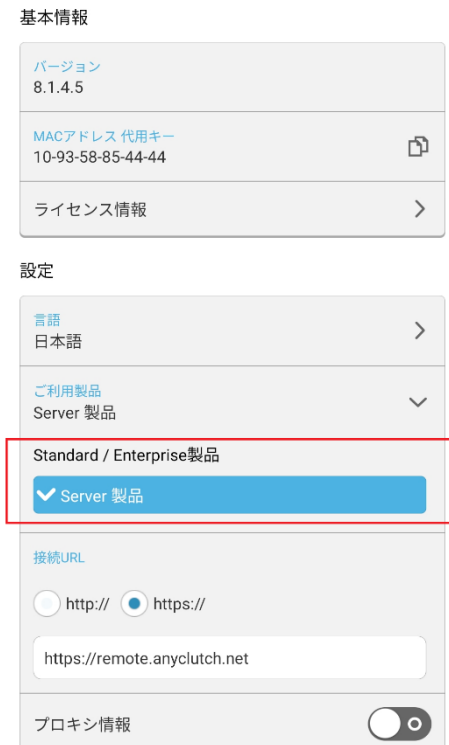 基本情報
バージョン
8.1.4.5
MACアドレス 代用キー
10-93-58-85-44-44
ライセンス情報
設定
言語
日本語
ご利用製品
Server 製品
Standard / Enterprise製品
Server 製品
接続URL
http:// https://
https://remote.anyclutch.net
プロキシ情報